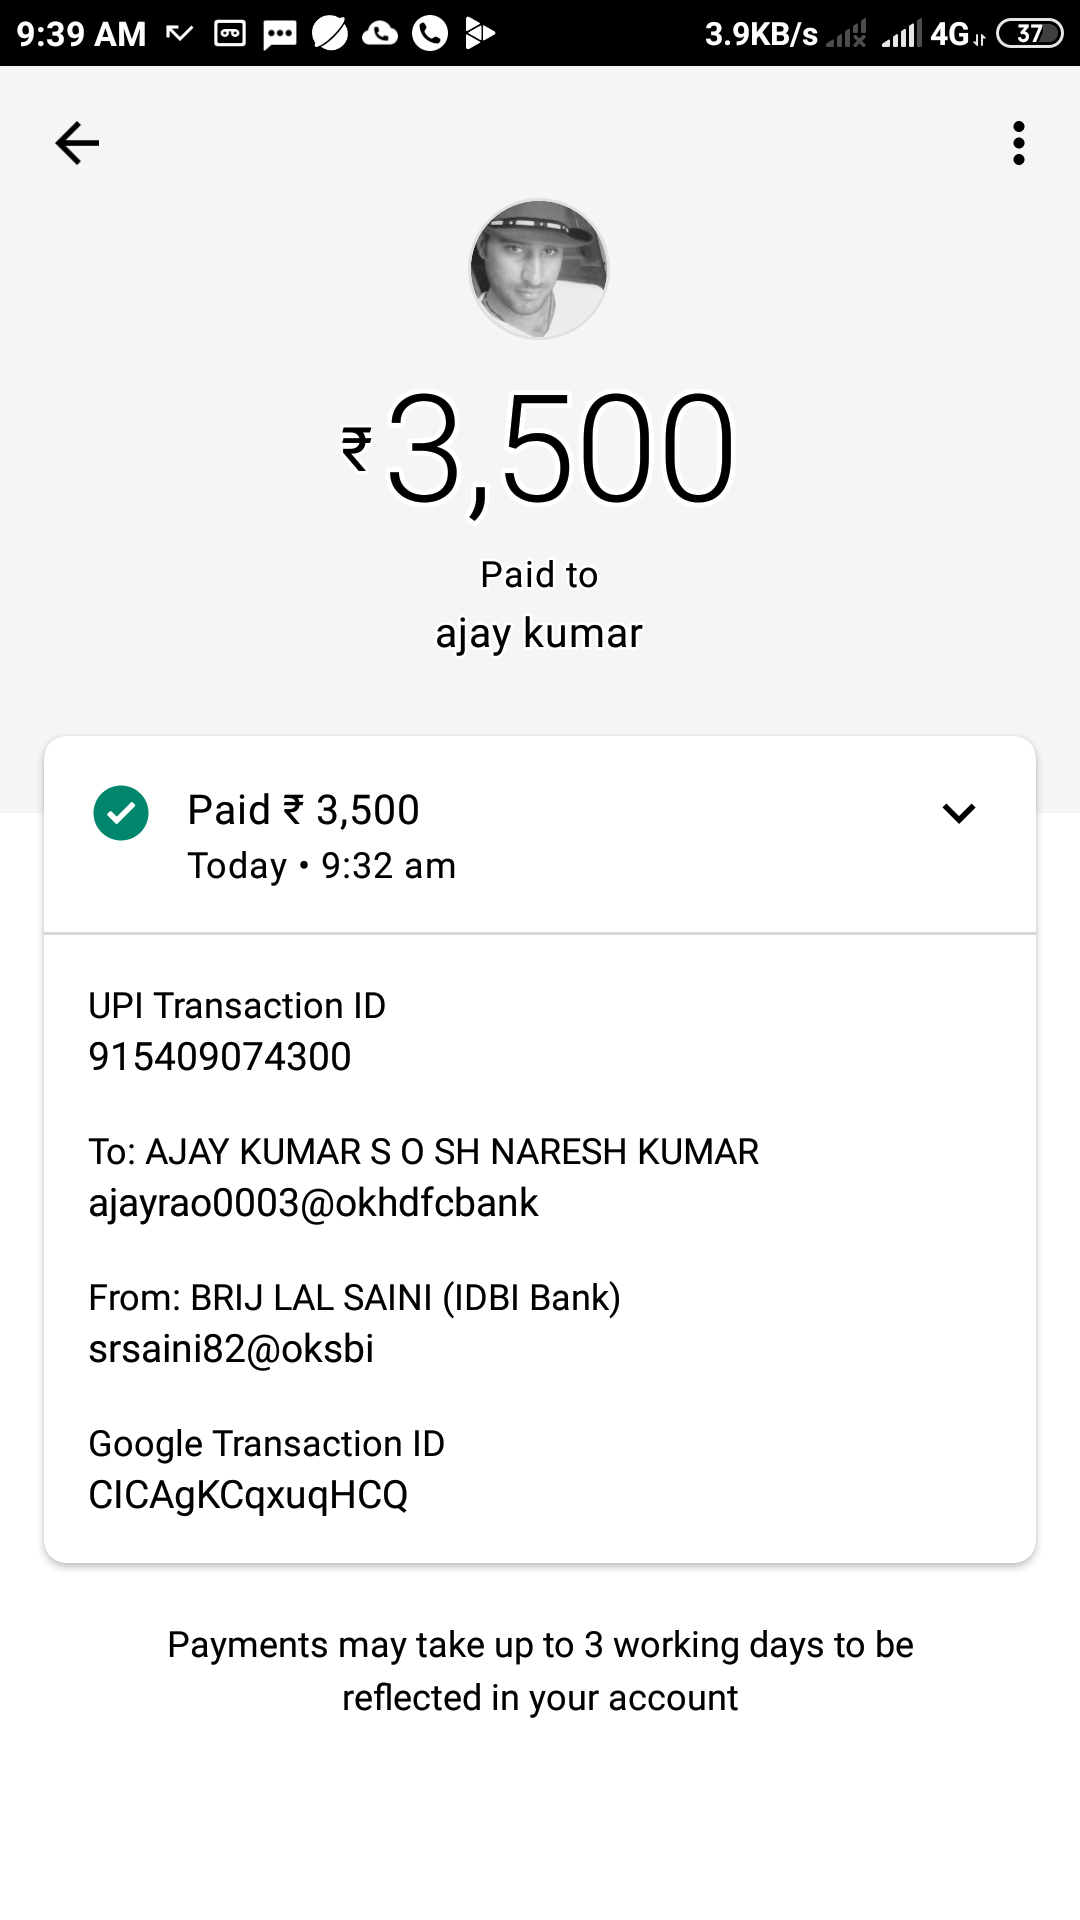 9:39 AM 3.9KB/s 4G 37
₹3,500
Paid to
ajay kumar
Paid ₹ 3,500
Today • 9:32 am
UPI Transaction ID
915409074300
To: AJAY KUMAR S O SH NARESH KUMAR
ajayrao0003@okhdfcbank
From: BRIJ LAL SAINI (IDBI Bank)
srsaini82@oksbi
Google Transaction ID
CICAgKCqxuqHCQ
Payments may take up to 3 working days to be
reflected in your account